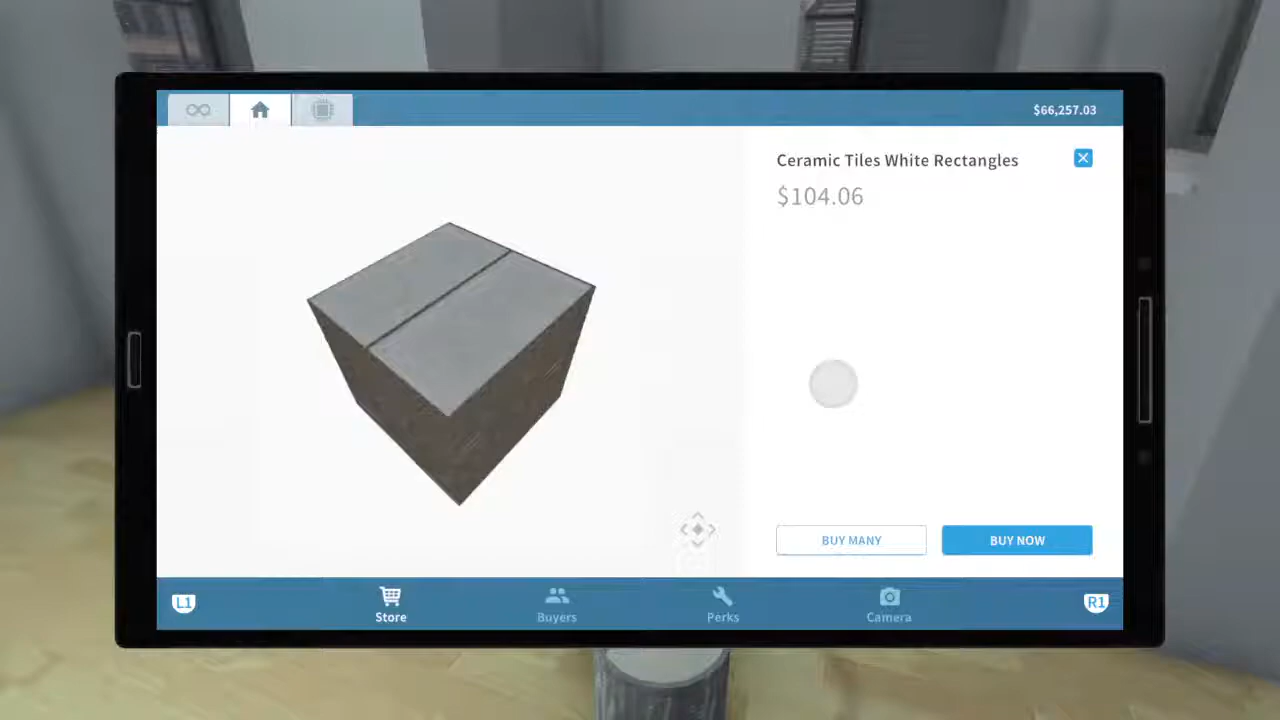 $66,257.03
Ceramic Tiles White Rectangles
$104.06
BUY MANY
BUY NOW
L1
Store
Buyers
Perks
Camera
R1